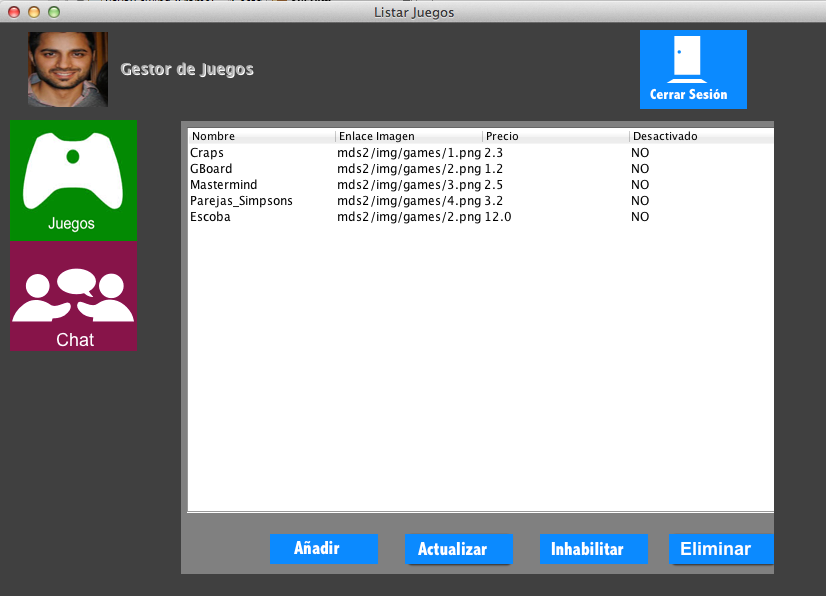 Listar Juegos
Gestor de Juegos
Cerrar Sesión
Juegos
Chat
Nombre Enlace Imagen Precio Desactivado
Craps mds2/img/games/1.png 2.3 NO
GBoard mds2/img/games/2.png 1.2 NO
Mastermind mds2/img/games/3.png 2.5 NO
Parejas_Simpsons mds2/img/games/4.png 3.2 NO
Escoba mds2/img/games/2.png 12.0 NO
Añadir Actualizar Inhabilitar Eliminar